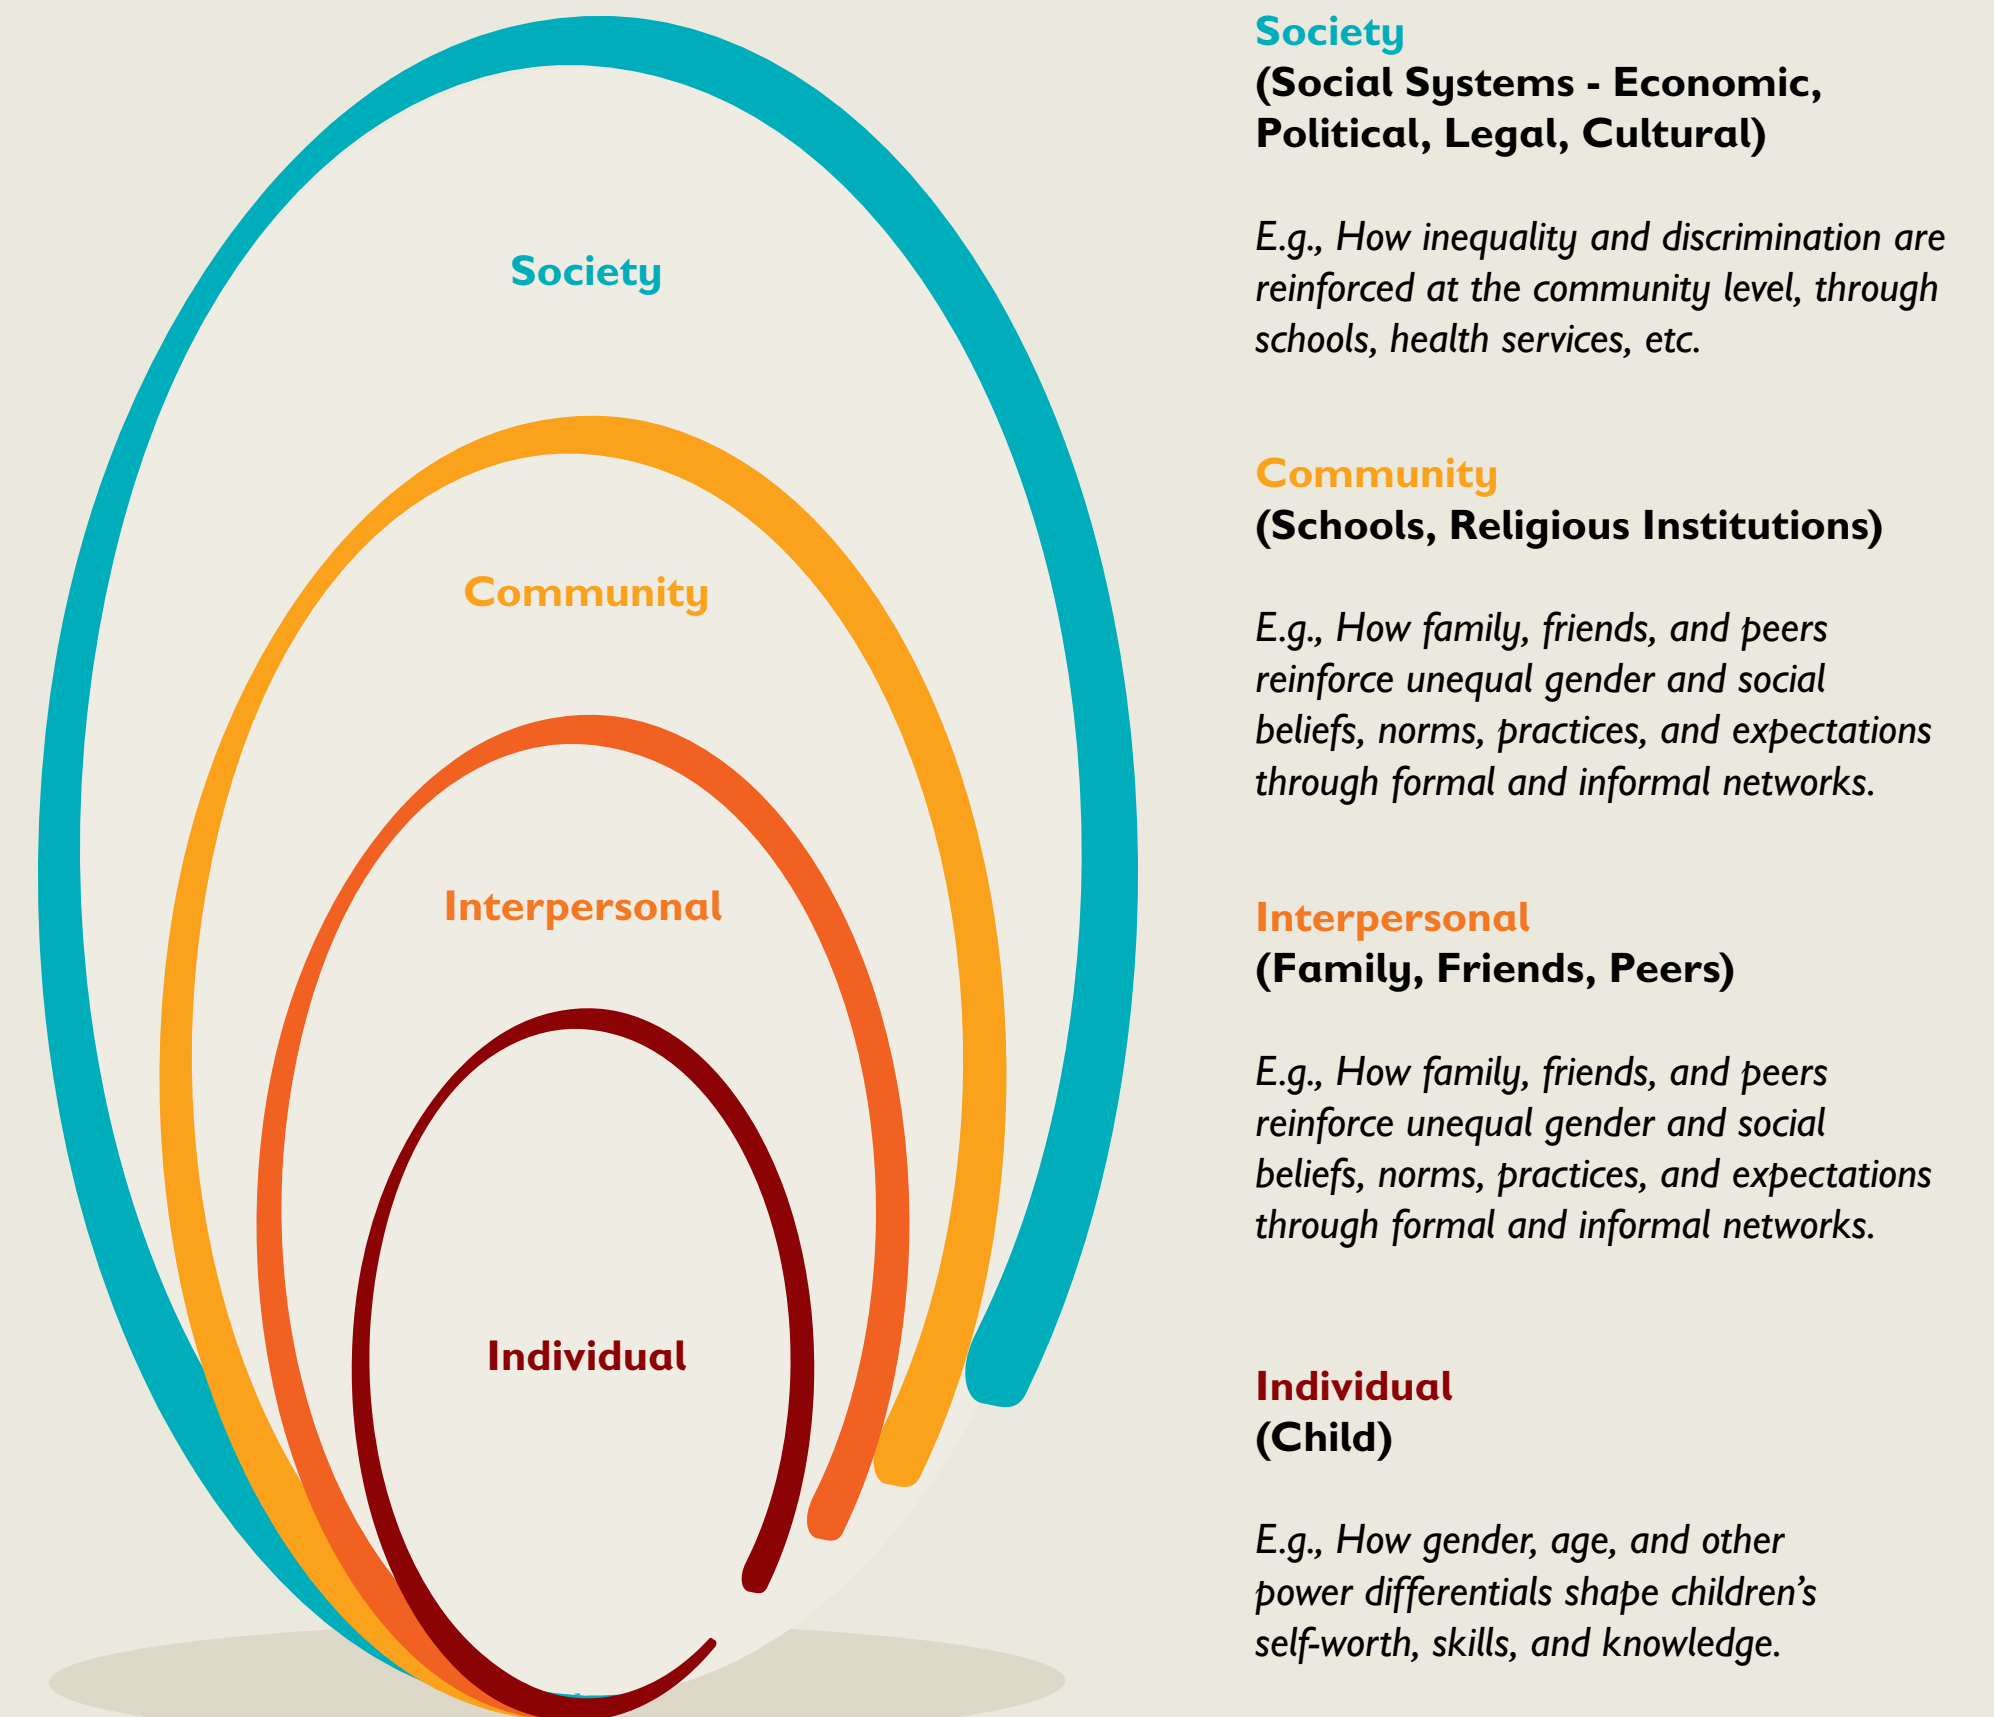 Society
Community
Interpersonal
Individual
Society
(Social Systems - Economic,
Political, Legal, Cultural)
E.g., How inequality and discrimination are
reinforced at the community level, through
schools, health services, etc.
Community
(Schools, Religious Institutions)
E.g., How family, friends, and peers
reinforce unequal gender and social
beliefs, norms, practices, and expectations
through formal and informal networks.
Interpersonal
(Family, Friends, Peers)
E.g., How family, friends, and peers
reinforce unequal gender and social
beliefs, norms, practices, and expectations
through formal and informal networks.
Individual
(Child)
E.g., How gender, age, and other
power differentials shape children’s
self-worth, skills, and knowledge.